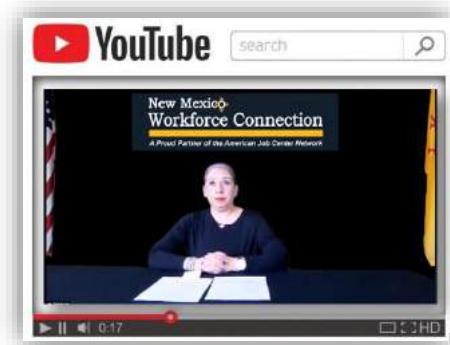 YouTube
search
New Mexico
Workforce Connection
A Proud Partner of the American Job Center Network
0:17
HD